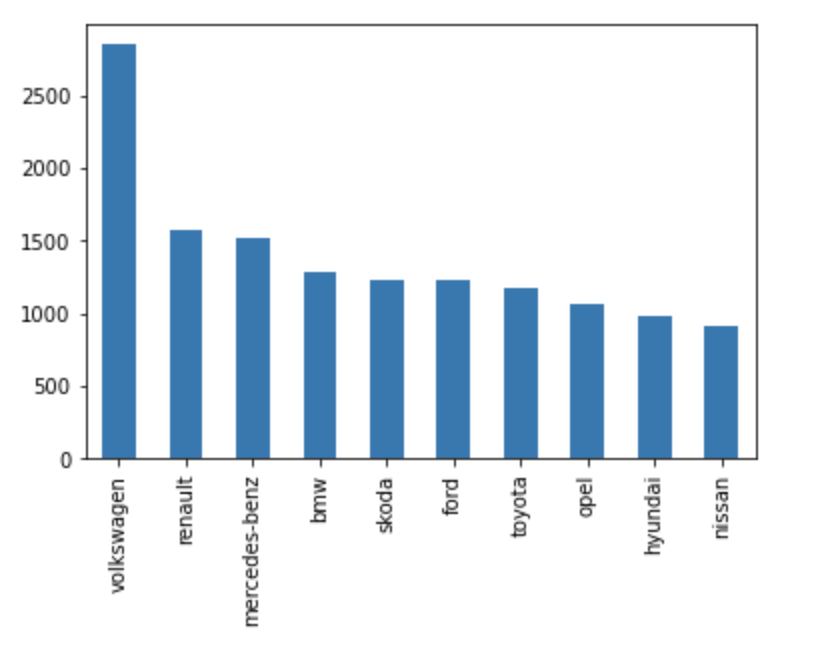 2500
2000
1500
1000
500
0
volkswagen
renault
mercedes-benz
bmw
skoda
ford
toyota
opel
hyundai
nissan